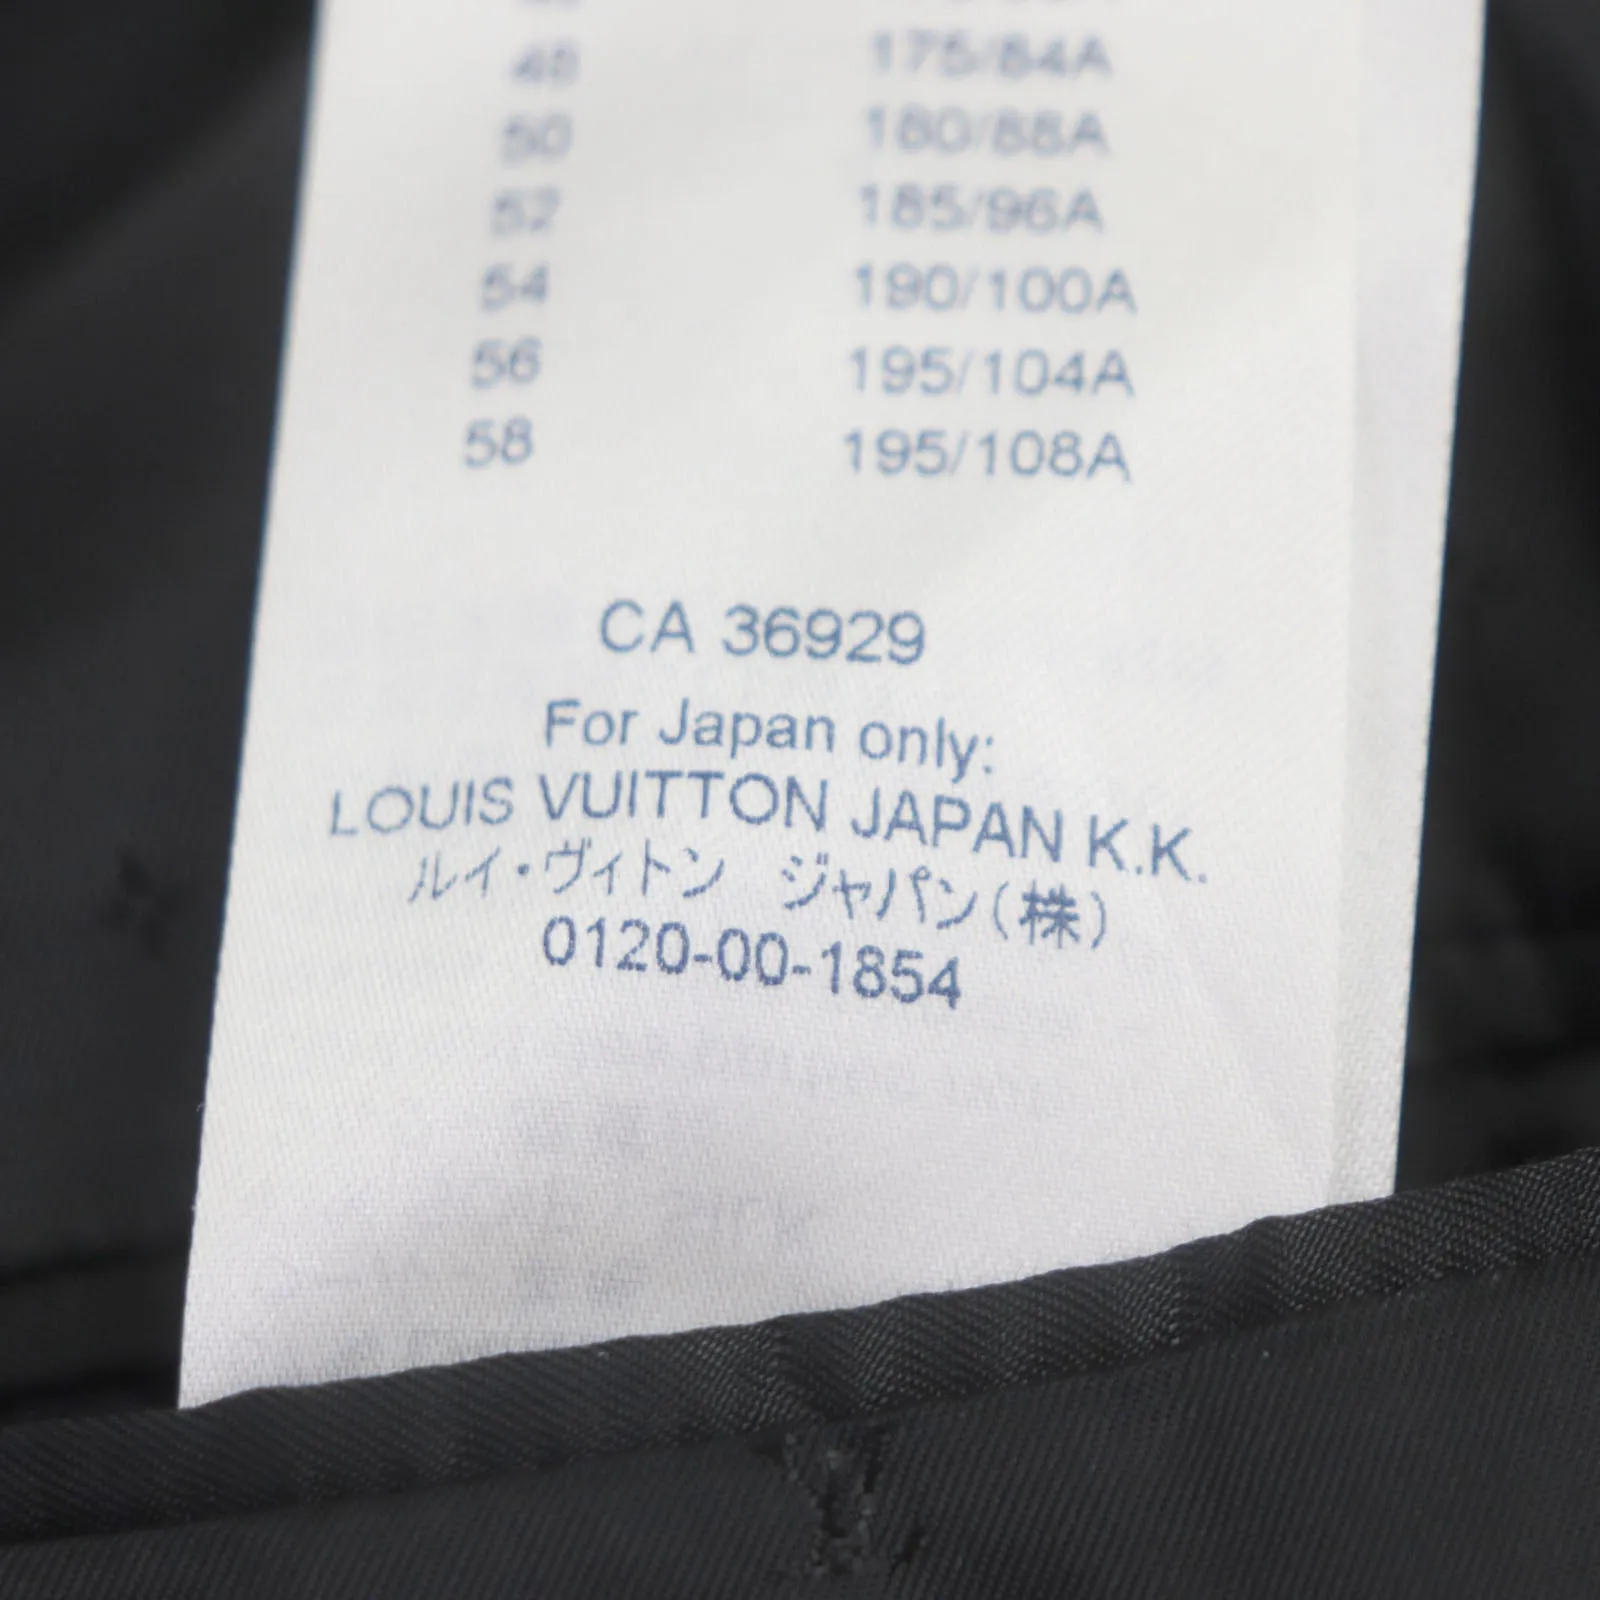 48 175/84A
50 180/88A
52 185/96A
54 190/100A
56 195/104A
58 195/108A
CA 36929
For Japan only:
LOUIS VUITTON JAPAN K.K.
ルイ・ヴィトン ジャパン(株)
0120-00-1854